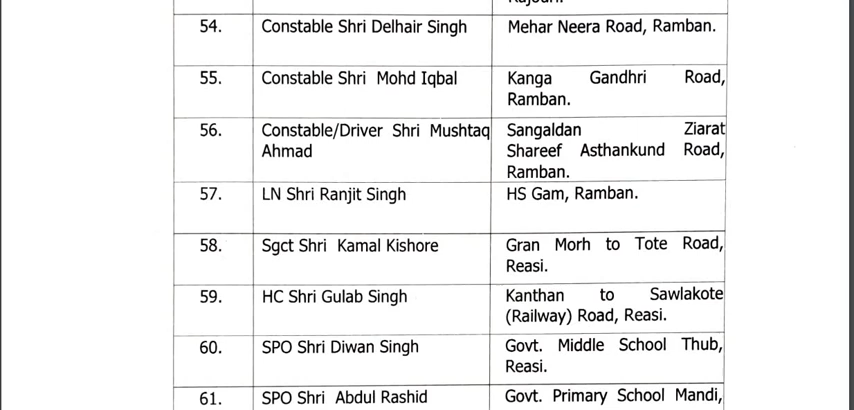 Rajouri.
54. Constable Shri Delhair Singh Mehar Neera Road, Ramban.
55. Constable Shri Mohd Iqbal Kanga Gandhri Road,
Ramban.
56. Constable/Driver Shri Mushtaq Sangaldan Ziarat
Ahmad Shareef Asthankund Road,
Ramban.
57. LN Shri Ranjit Singh HS Gam, Ramban.
58. Sgct Shri Kamal Kishore Gran Morh to Tote Road,
Reasi.
59. HC Shri Gulab Singh Kanthan to Sawlakote
(Railway) Road, Reasi.
60. SPO Shri Diwan Singh Govt. Middle School Thub,
Reasi.
61. SPO Shri Abdul Rashid Govt. Primary School Mandi,